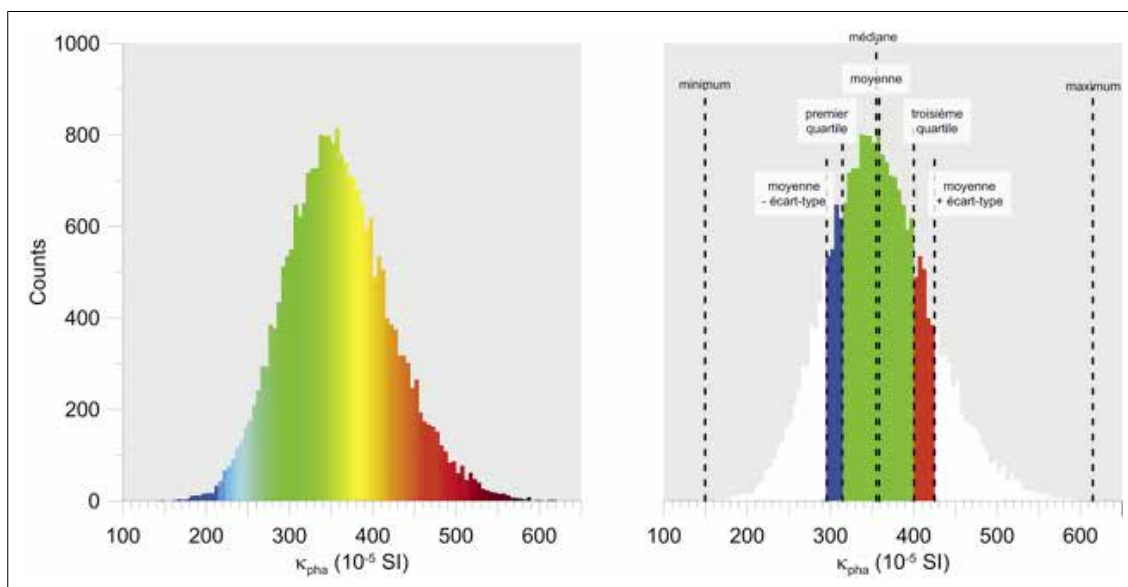 1000
800
600
400
200
0
Counts
100 200 300 400 500 600
κpha (10-5 SI)
médiane
moyenne
minimum
maximum
premier
quartile
troisième
quartile
moyenne
- écart-type
moyenne
+ écart-type
100 200 300 400 500 600
κpha (10-5 SI)